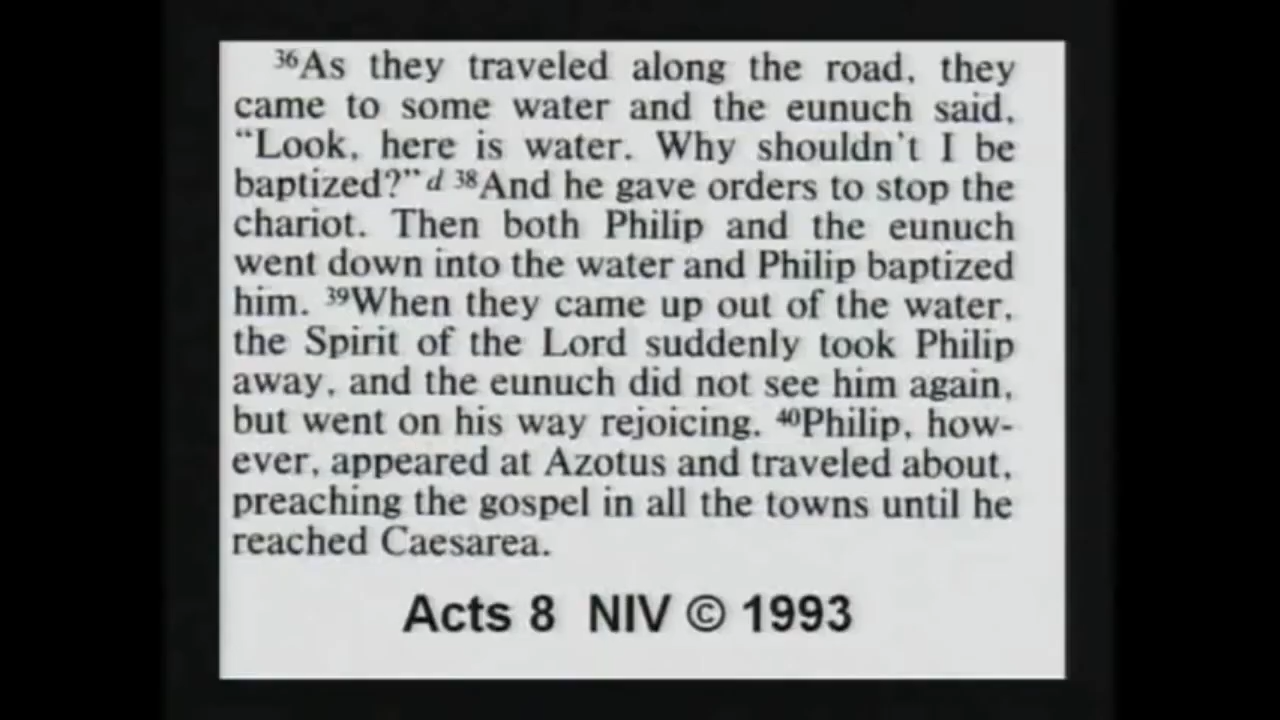 ³⁶As they traveled along the road, they
came to some water and the eunuch said,
“Look, here is water. Why shouldn't I be
baptized?” d ³⁸And he gave orders to stop the
chariot. Then both Philip and the eunuch
went down into the water and Philip baptized
him. ³⁹When they came up out of the water,
the Spirit of the Lord suddenly took Philip
away, and the eunuch did not see him again,
but went on his way rejoicing. ⁴⁰Philip, how-
ever, appeared at Azotus and traveled about,
preaching the gospel in all the towns until he
reached Caesarea.
Acts 8 NIV © 1993